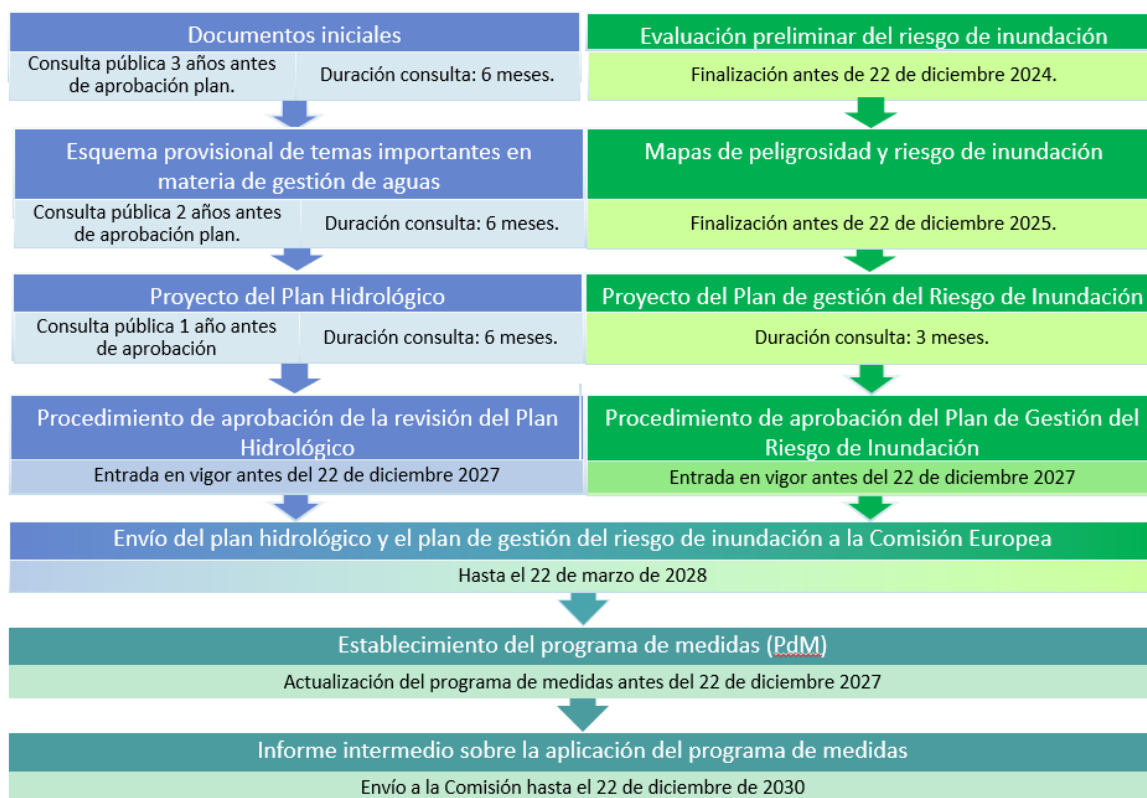 Documentos iniciales
Consulta pública 3 años antes
de aprobación plan.
Duración consulta: 6 meses.
Evaluación preliminar del riesgo de inundación
Finalización antes de 22 de diciembre 2024.
Esquema provisional de temas importantes en
materia de gestión de aguas
Consulta pública 2 años antes
de aprobación plan.
Duración consulta: 6 meses.
Mapas de peligrosidad y riesgo de inundación
Finalización antes de 22 de diciembre 2025.
Proyecto del Plan Hidrológico
Consulta pública 1 año antes
de aprobación
Duración consulta: 6 meses.
Proyecto del Plan de gestión del Riesgo de Inundación
Duración consulta: 3 meses.
Procedimiento de aprobación de la revisión del Plan
Hidrológico
Entrada en vigor antes del 22 de diciembre 2027
Procedimiento de aprobación del Plan de Gestión del
Riesgo de Inundación
Entrada en vigor antes del 22 de diciembre 2027
Envío del plan hidrológico y el plan de gestión del riesgo de inundación a la Comisión Europea
Hasta el 22 de marzo de 2028
Establecimiento del programa de medidas (PdM)
Actualización del programa de medidas antes del 22 de diciembre 2027
Informe intermedio sobre la aplicación del programa de medidas
Envío a la Comisión hasta el 22 de diciembre de 2030